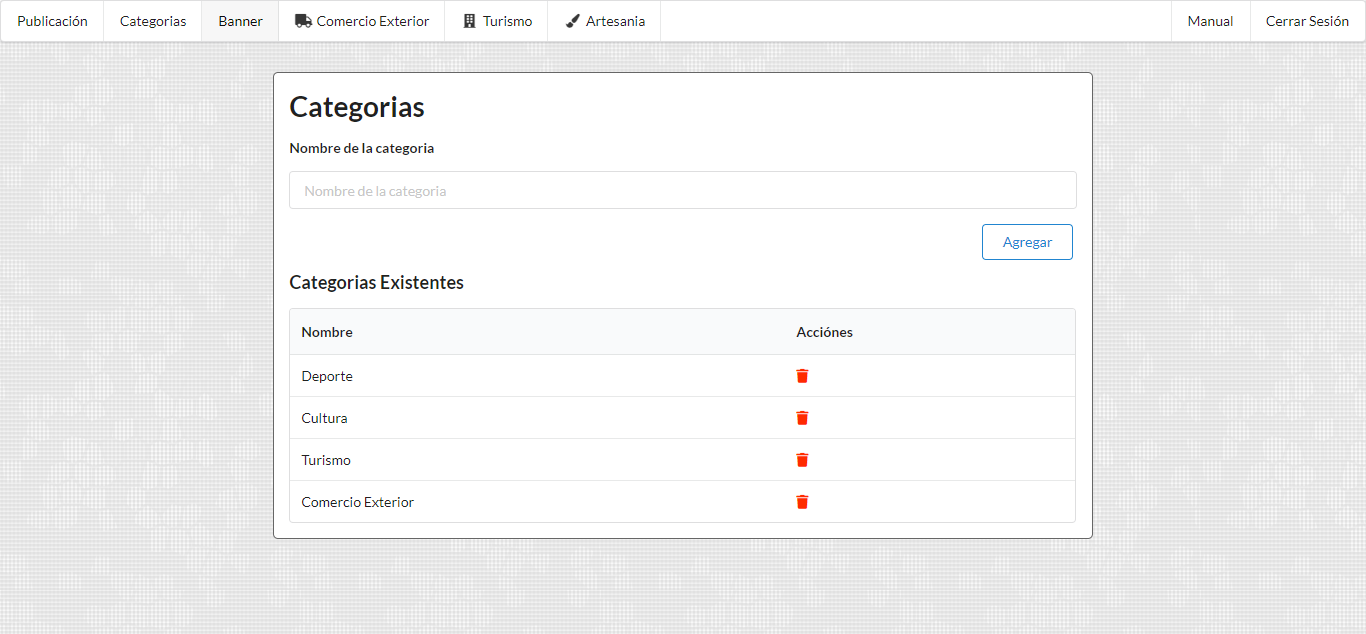 Publicación Categorias Banner Comercio Exterior Turismo Artesania Manual Cerrar Sesión
Categorias
Nombre de la categoria
Nombre de la categoria
Agregar
Categorias Existentes
Nombre Acciónes
Deporte
Cultura
Turismo
Comercio Exterior